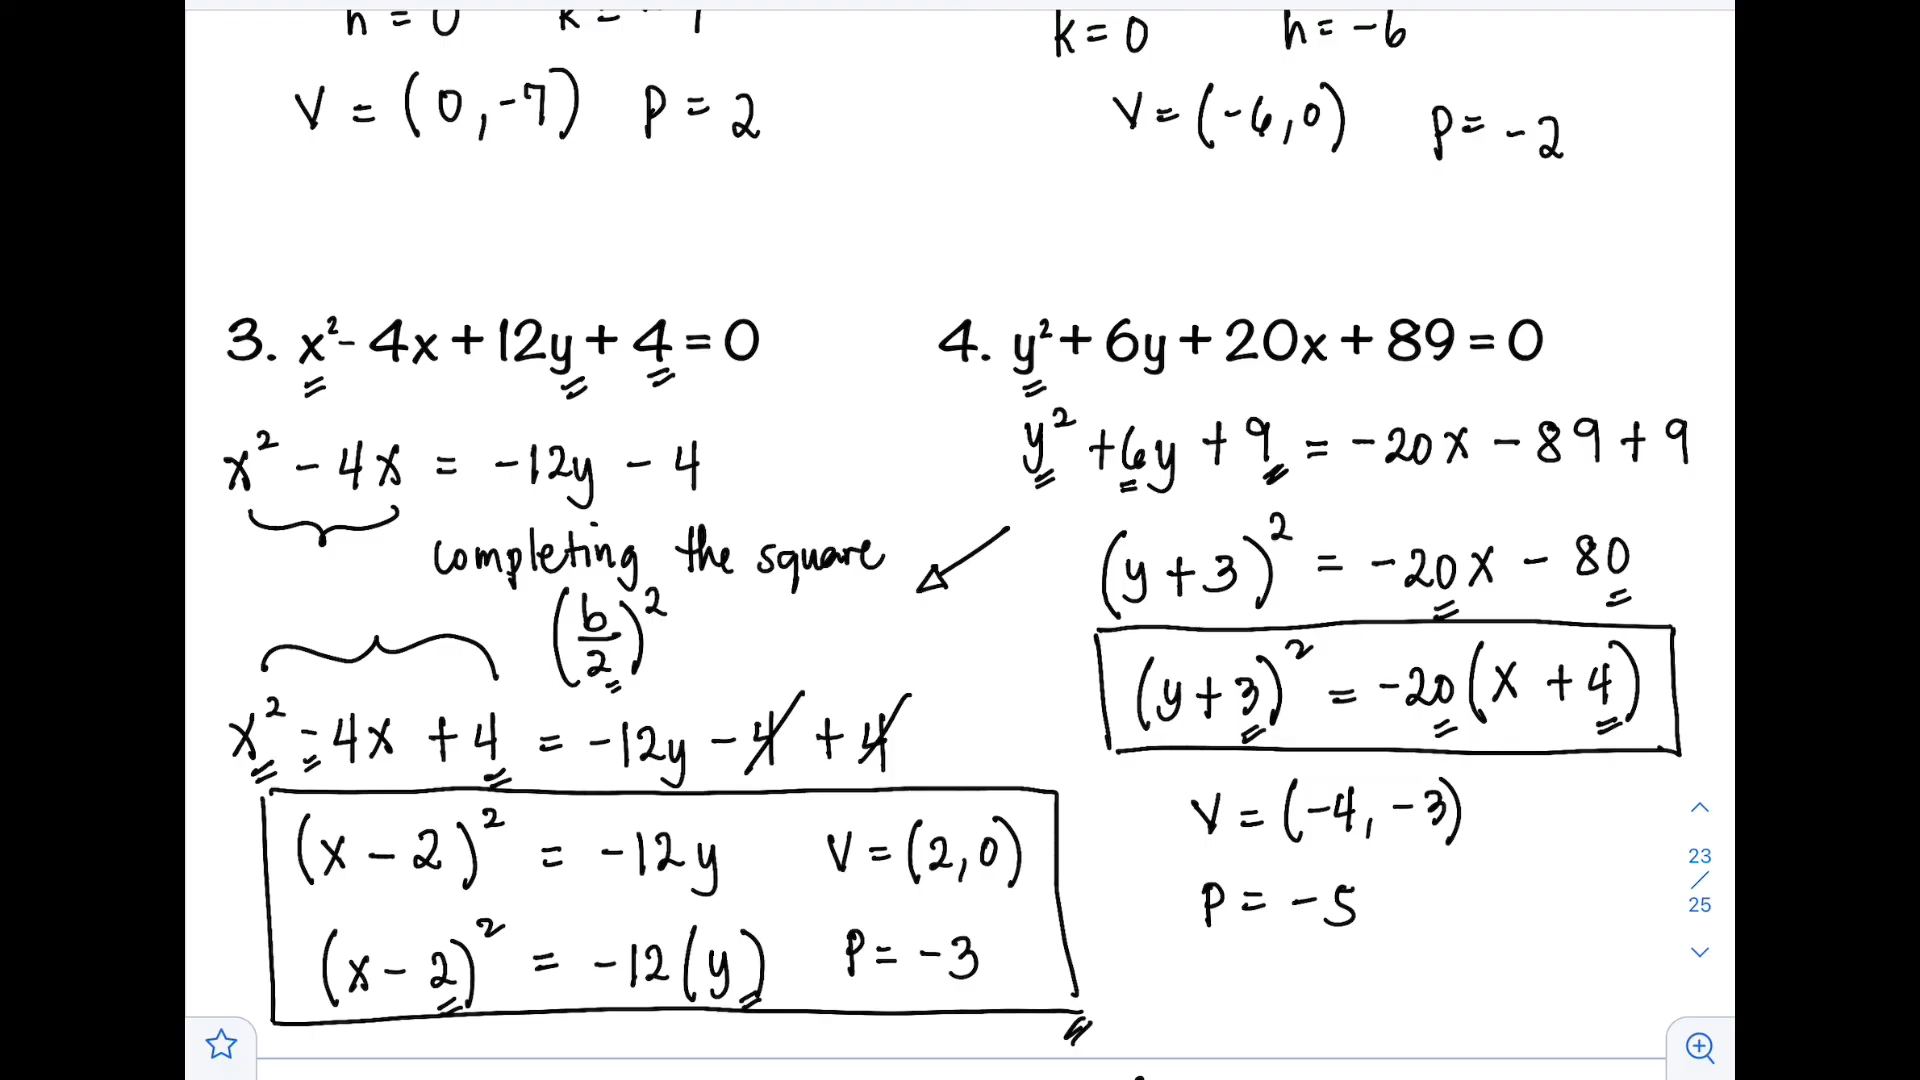 h = 0
k = 0 h = -6
V = (0, -7) P = 2
V = (-6, 0) P = -2
3. x² - 4x + 12y + 4 = 0
x² - 4x = -12y - 4
completing the square
(b/2)²
x² - 4x + 4 = -12y - 4 + 4
(x - 2)² = -12y V = (2, 0)
(x - 2)² = -12(y) P = -3
4. y² + 6y + 20x + 89 = 0
y² + 6y + 9 = -20x - 89 + 9
(y + 3)² = -20x - 80
(y + 3)² = -20(x + 4)
V = (-4, -3)
P = -5
23
/
25